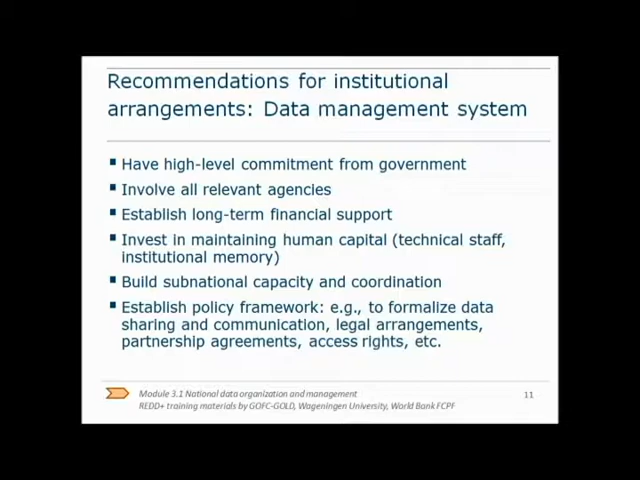 Recommendations for institutional
arrangements: Data management system
▪ Have high-level commitment from government
▪ Involve all relevant agencies
▪ Establish long-term financial support
▪ Invest in maintaining human capital (technical staff,
institutional memory)
▪ Build subnational capacity and coordination
▪ Establish policy framework: e.g., to formalize data
sharing and communication, legal arrangements,
partnership agreements, access rights, etc.
Module 3.1 National data organization and management
11
REDD+ training materials by GOFC-GOLD, Wageningen University, World Bank FCPF